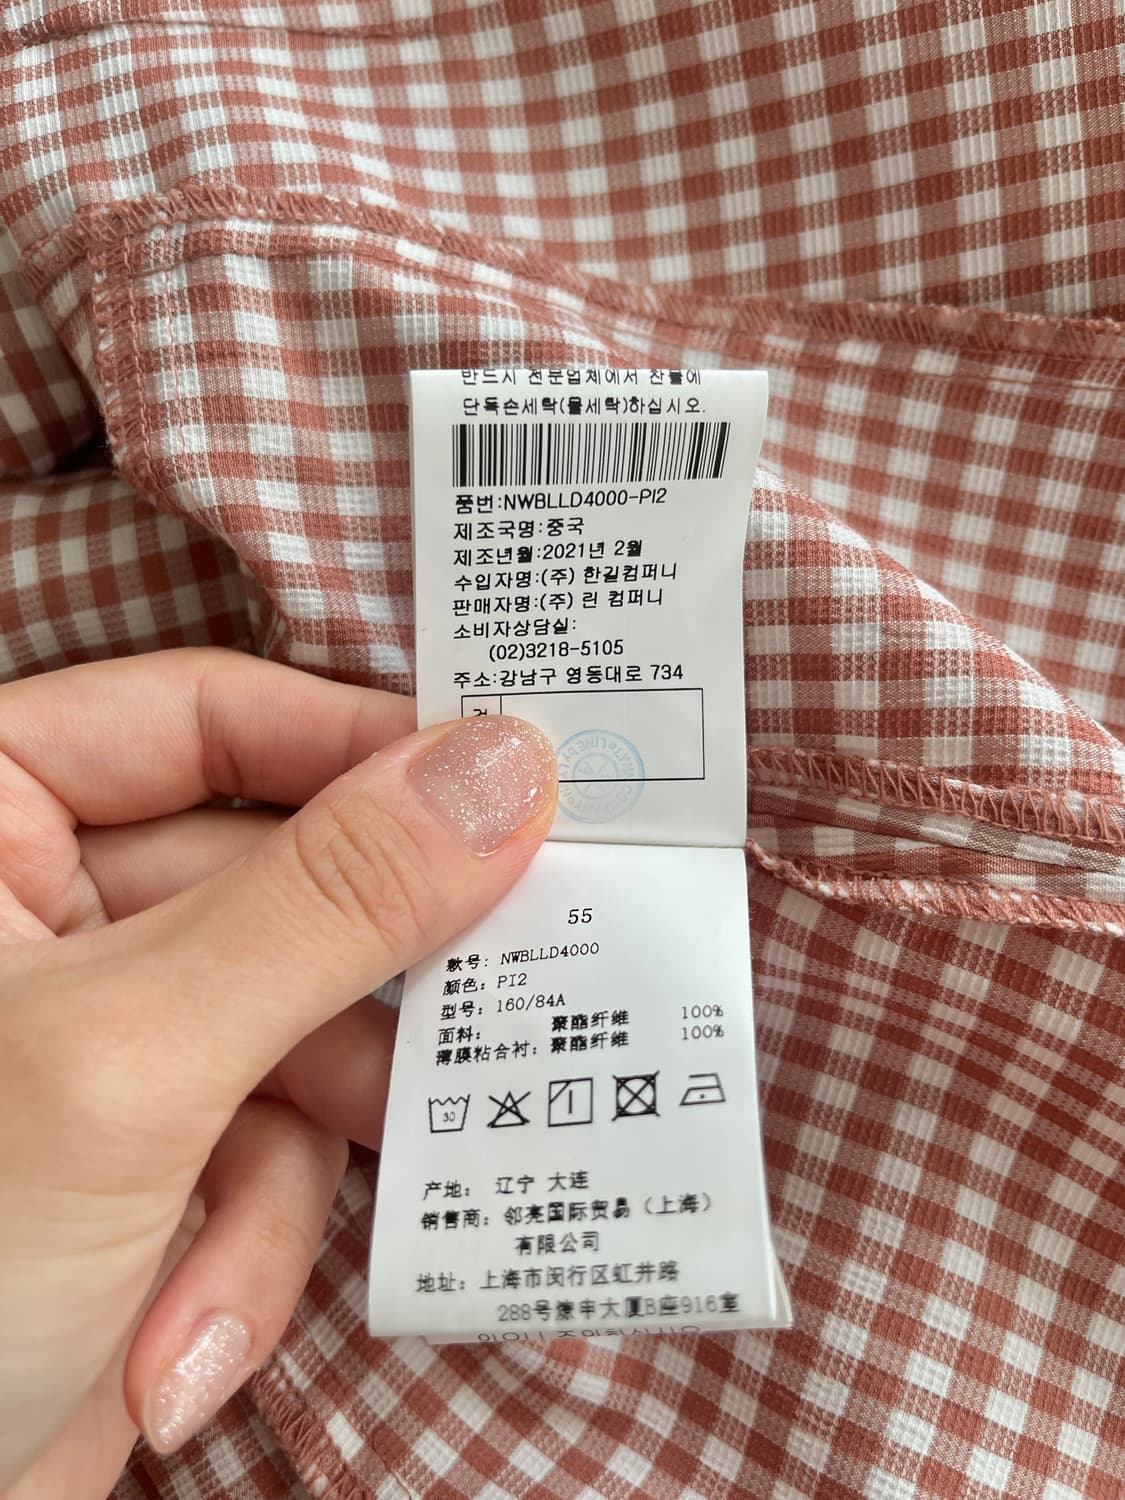 반드시 전문업체에서 찬물에
단독손세탁(물세탁)하십시오.
품번:NWBLLD4000-PI2
제조국명:중국
제조년월:2021년 2월
수입자명:(주) 한길컴퍼니
판매자명:(주) 린 컴퍼니
소비자상담실:
(02)3218-5105
주소:강남구 영동대로 734
55
款号: NWBLLD4000
颜色: PI2
型号: 160/84A
面料: 聚酯纤维 100%
薄膜粘合衬: 聚酯纤维 100%
30
产地: 辽宁 大连
销售商: 邻亮国际贸易（上海）
有限公司
地址: 上海市闵行区虹井路
288号 大厦B座916室